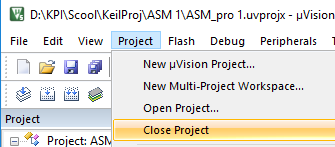 D:\KPI\Scool\KeilProj\ASM 1\ASM_pro 1.uvprojx - µVision
File Edit View Project Flash Debug Peripherals
New µVision Project...
New Multi-Project Workspace...
Open Project...
Close Project
Project
Project: ASM